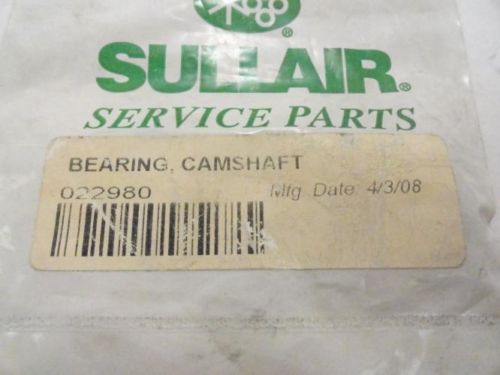 ®
SULLAIR®
SERVICE PARTS
BEARING, CAMSHAFT
022980 Mfg. Date: 4/3/08